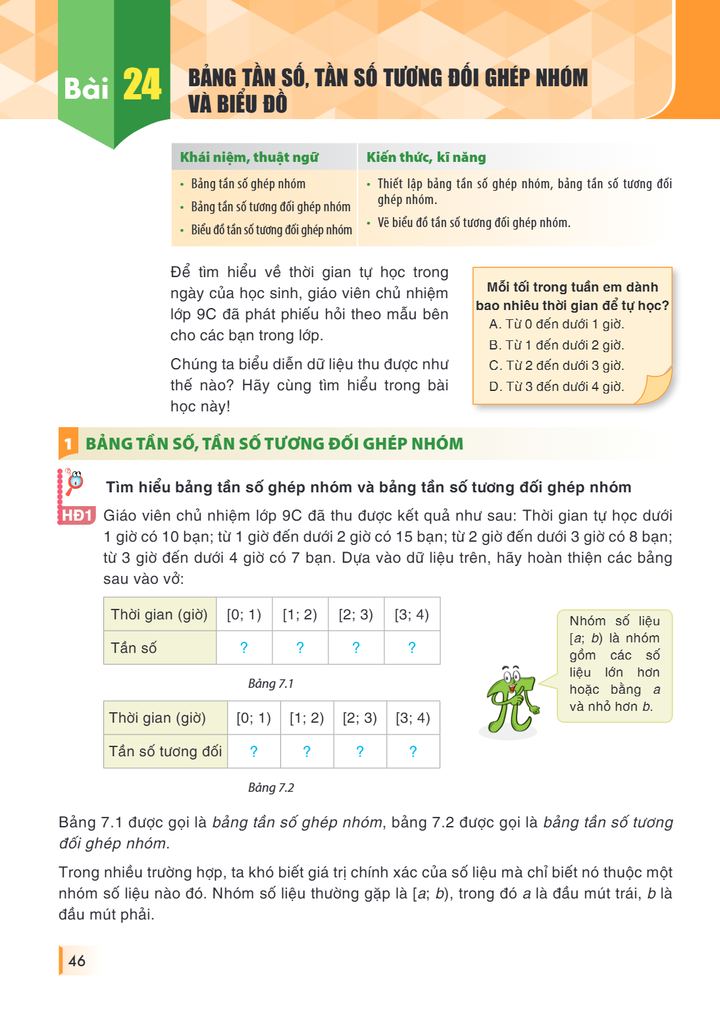 Bài 24
BẢNG TẦN SỐ, TẦN SỐ TƯƠNG ĐỐI GHÉP NHÓM
VÀ BIỂU ĐỒ
Khái niệm, thuật ngữ
• Bảng tần số ghép nhóm
• Bảng tần số tương đối ghép nhóm
• Biểu đồ tần số tương đối ghép nhóm
Kiến thức, kĩ năng
• Thiết lập bảng tần số ghép nhóm, bảng tần số tương đối
ghép nhóm.
• Vẽ biểu đồ tần số tương đối ghép nhóm.
Để tìm hiểu về thời gian tự học trong
ngày của học sinh, giáo viên chủ nhiệm
lớp 9C đã phát phiếu hỏi theo mẫu bên
cho các bạn trong lớp.
Chúng ta biểu diễn dữ liệu thu được như
thế nào? Hãy cùng tìm hiểu trong bài
học này!
Mỗi tối trong tuần em dành
bao nhiêu thời gian để tự học?
A. Từ 0 đến dưới 1 giờ.
B. Từ 1 đến dưới 2 giờ.
C. Từ 2 đến dưới 3 giờ.
D. Từ 3 đến dưới 4 giờ.
1 BẢNG TẦN SỐ, TẦN SỐ TƯƠNG ĐỐI GHÉP NHÓM
Tìm hiểu bảng tần số ghép nhóm và bảng tần số tương đối ghép nhóm
HĐ1 Giáo viên chủ nhiệm lớp 9C đã thu được kết quả như sau: Thời gian tự học dưới
1 giờ có 10 bạn; từ 1 giờ đến dưới 2 giờ có 15 bạn; từ 2 giờ đến dưới 3 giờ có 8 bạn;
từ 3 giờ đến dưới 4 giờ có 7 bạn. Dựa vào dữ liệu trên, hãy hoàn thiện các bảng
sau vào vở:
Thời gian (giờ) [0; 1) [1; 2) [2; 3) [3; 4)
Tần số ? ? ? ?
Bảng 7.1
Thời gian (giờ) [0; 1) [1; 2) [2; 3) [3; 4)
Tần số tương đối ? ? ? ?
Bảng 7.2
Nhóm số liệu
[a; b) là nhóm
gồm các số
liệu lớn hơn
hoặc bằng a
và nhỏ hơn b.
Bảng 7.1 được gọi là bảng tần số ghép nhóm, bảng 7.2 được gọi là bảng tần số tương
đối ghép nhóm.
Trong nhiều trường hợp, ta khó biết giá trị chính xác của số liệu mà chỉ biết nó thuộc một
nhóm số liệu nào đó. Nhóm số liệu thường gặp là [a; b), trong đó a là đầu mút trái, b là
đầu mút phải.
46